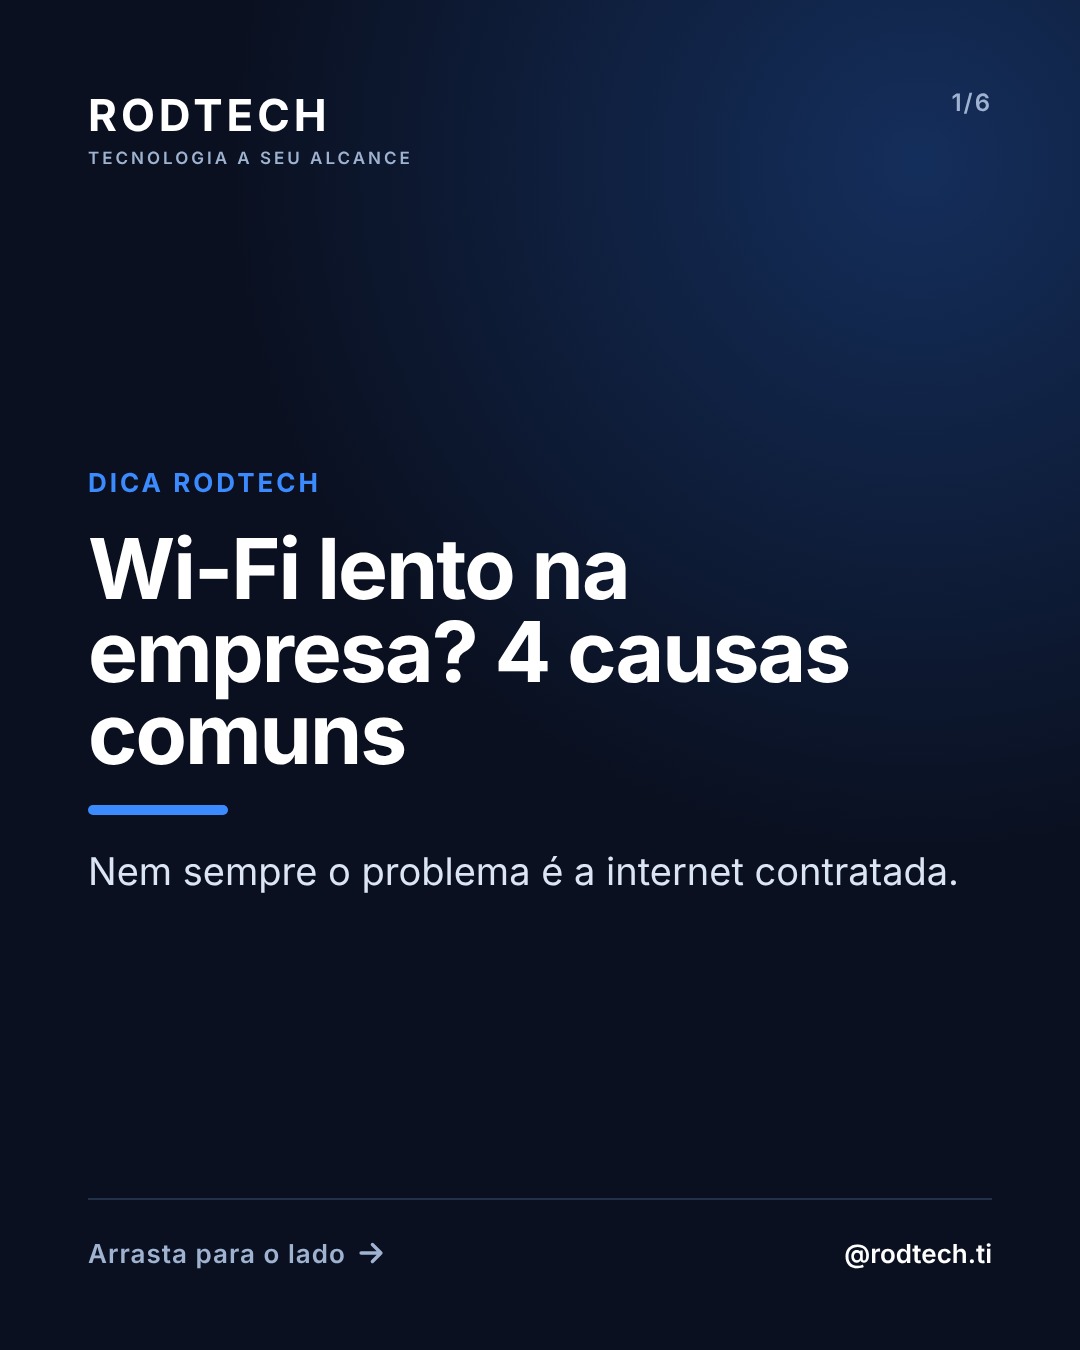 RODTECH
TECNOLOGIA A SEU ALCANCE
1/6
DICA RODTECH
Wi-Fi lento na
empresa? 4 causas
comuns
Nem sempre o problema é a internet contratada.
Arrasta para o lado →
@rodtech.ti